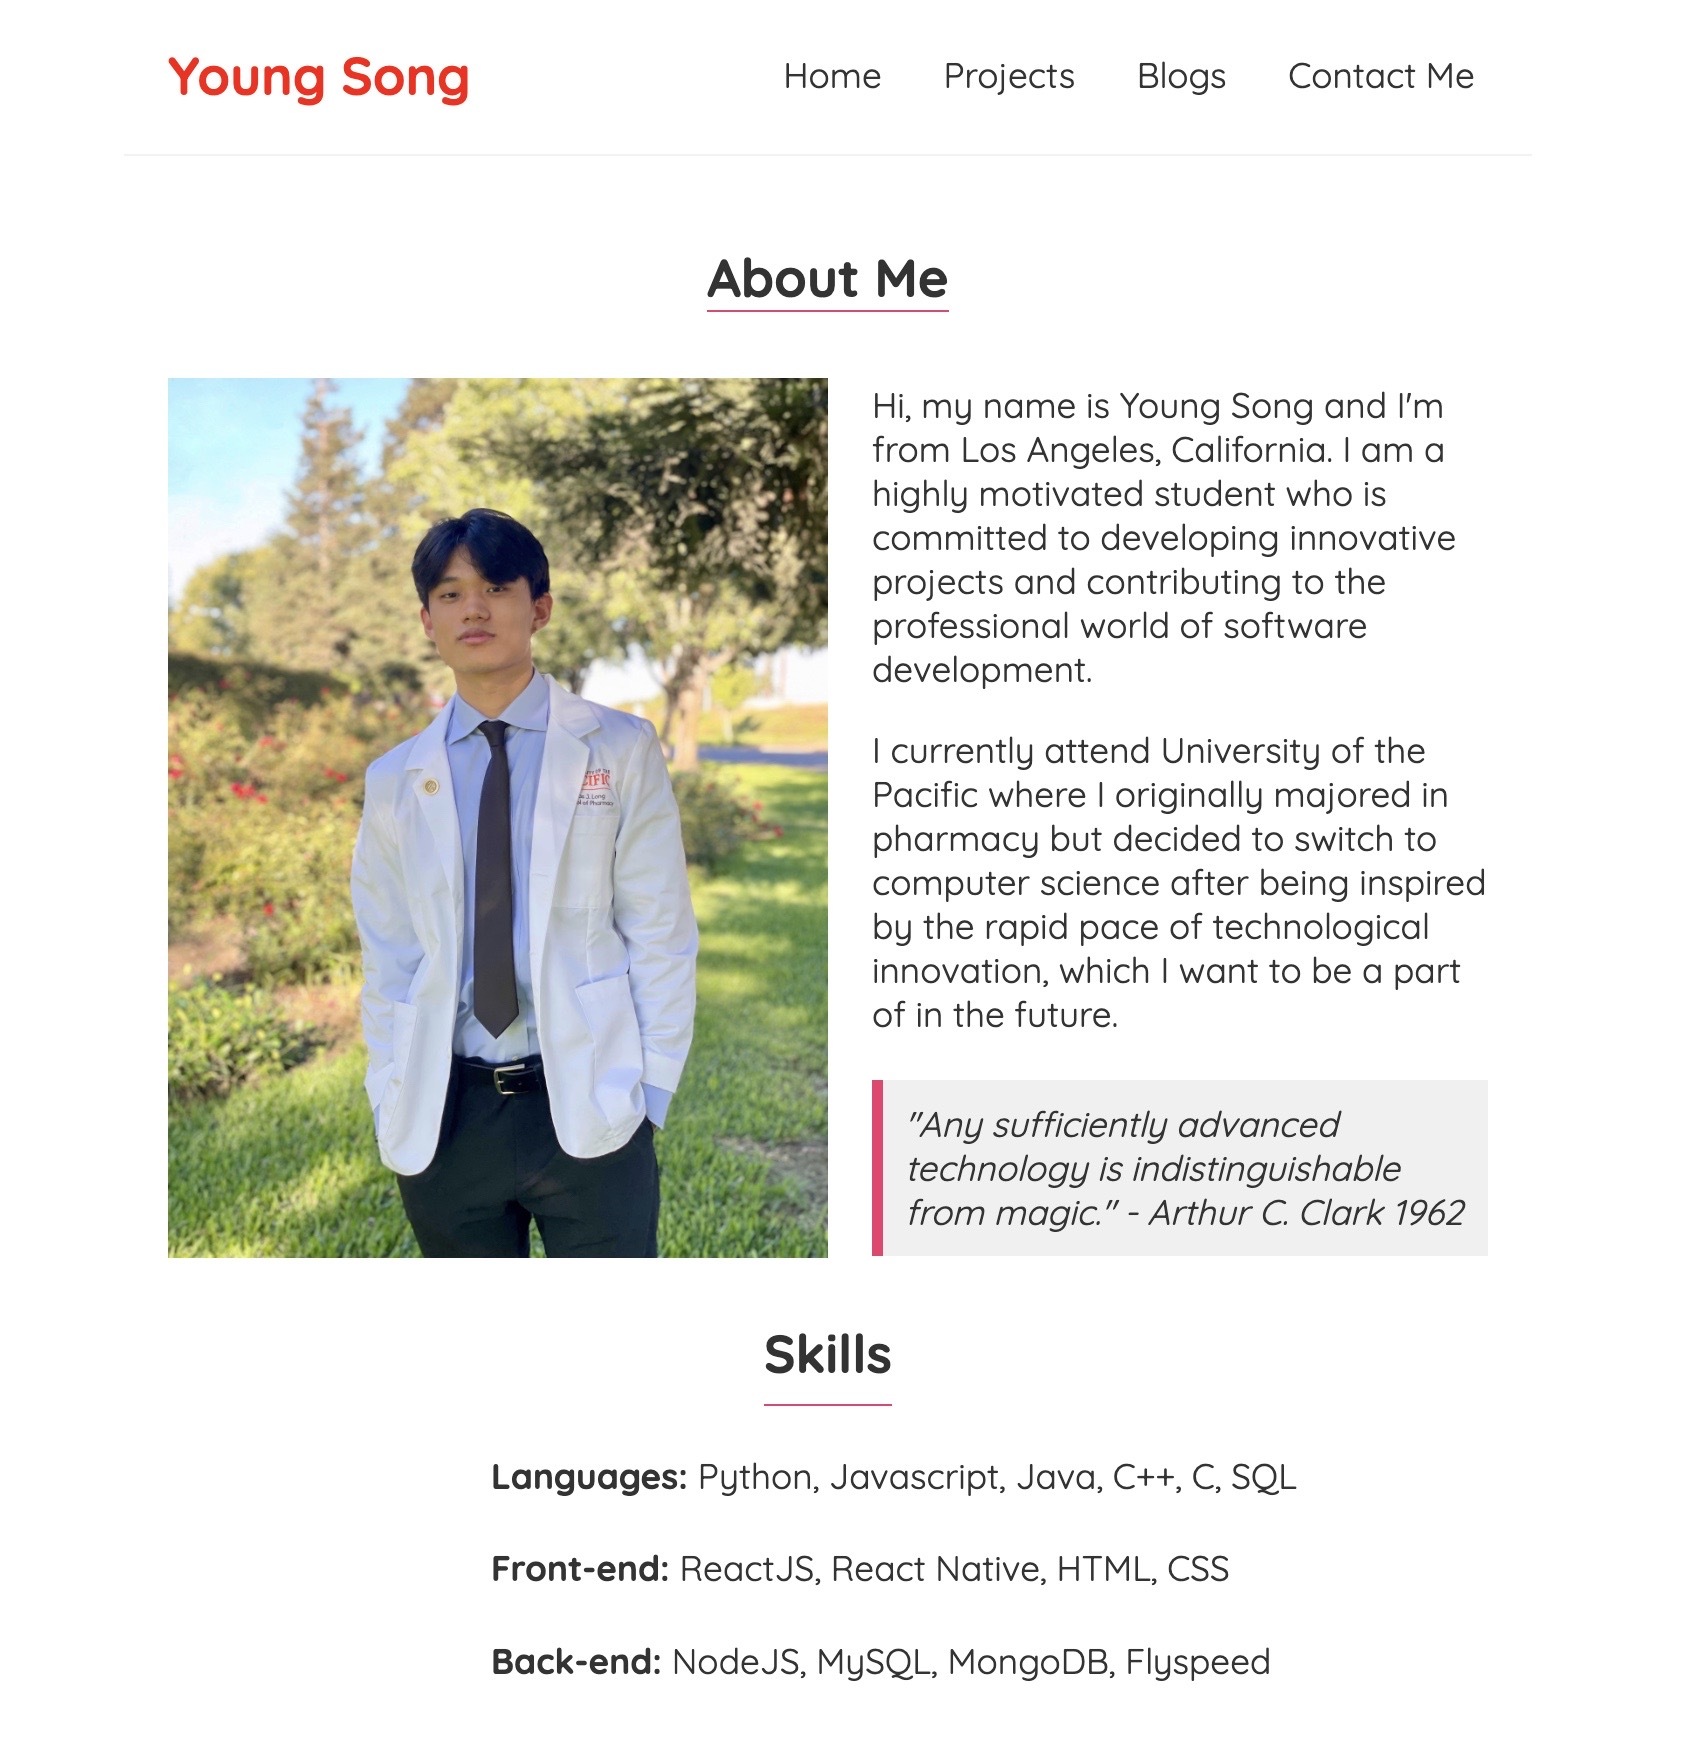 Young Song
Home Projects Blogs Contact Me
About Me
Hi, my name is Young Song and I'm
from Los Angeles, California. I am a
highly motivated student who is
committed to developing innovative
projects and contributing to the
professional world of software
development.
I currently attend University of the
Pacific where I originally majored in
pharmacy but decided to switch to
computer science after being inspired
by the rapid pace of technological
innovation, which I want to be a part
of in the future.
"Any sufficiently advanced
technology is indistinguishable
from magic." - Arthur C. Clark 1962
J. Long
of Pharmacy
Skills
Languages: Python, Javascript, Java, C++, C, SQL
Front-end: ReactJS, React Native, HTML, CSS
Back-end: NodeJS, MySQL, MongoDB, Flyspeed